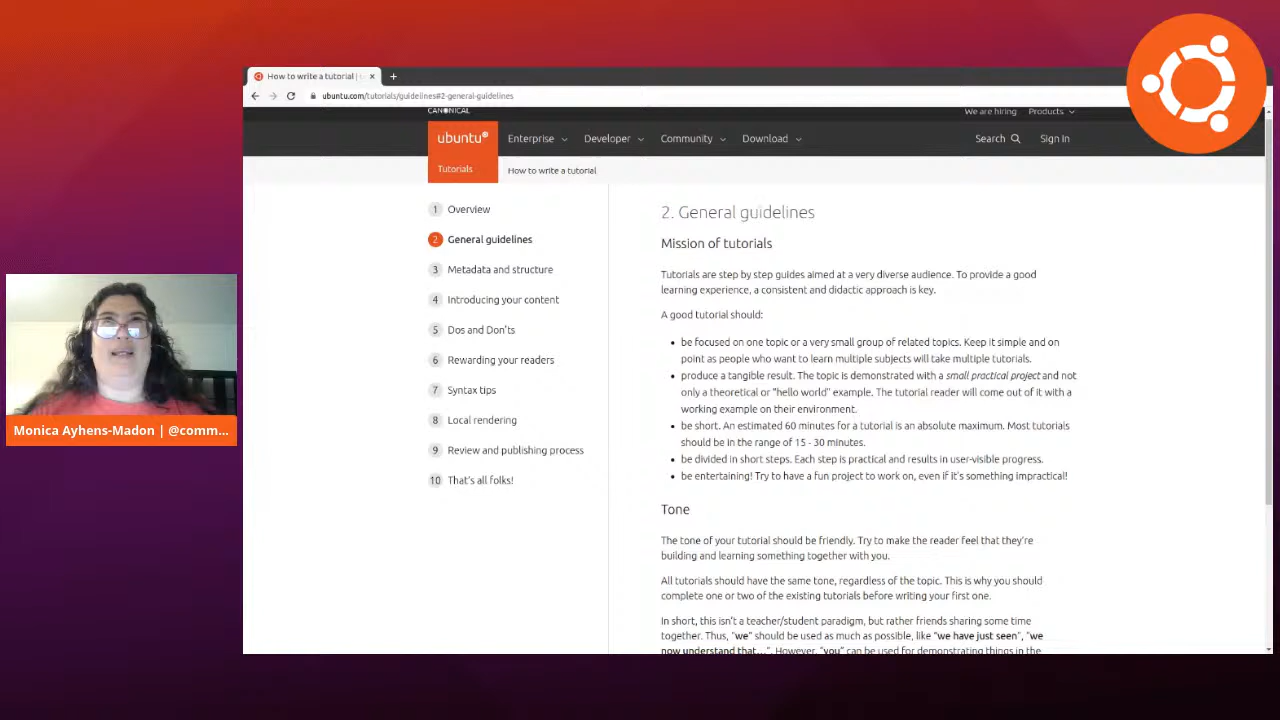 How to write a tutorial |
ubuntu.com/tutorials/guidelines#2-general-guidelines
CANONICAL
We are hiring Products
ubuntu® Enterprise Developer Community Download Search Sign In
Tutorials How to write a tutorial
1 Overview
2 General guidelines
3 Metadata and structure
4 Introducing your content
5 Dos and Don'ts
6 Rewarding your readers
7 Syntax tips
8 Local rendering
9 Review and publishing process
10 That's all folks!
2. General guidelines
Mission of tutorials
Tutorials are step by step guides aimed at a very diverse audience. To provide a good
learning experience, a consistent and didactic approach is key.
A good tutorial should:
• be focused on one topic or a very small group of related topics. Keep it simple and on
point as people who want to learn multiple subjects will take multiple tutorials.
• produce a tangible result. The topic is demonstrated with a small practical project and not
only a theoretical or "hello world" example. The tutorial reader will come out of it with a
working example on their environment.
• be short. An estimated 60 minutes for a tutorial is an absolute maximum. Most tutorials
should be in the range of 15 - 30 minutes.
• be divided in short steps. Each step is practical and results in user-visible progress.
• be entertaining! Try to have a fun project to work on, even if it's something impractical!
Tone
The tone of your tutorial should be friendly. Try to make the reader feel that they're
building and learning something together with you.
All tutorials should have the same tone, regardless of the topic. This is why you should
complete one or two of the existing tutorials before writing your first one.
In short, this isn't a teacher/student paradigm, but rather friends sharing some time
together. Thus, "we" should be used as much as possible, like "we have just seen", "we
now understand that…". However, "you" can be used for demonstrating things in the
Monica Ayhens-Madon | @comm...